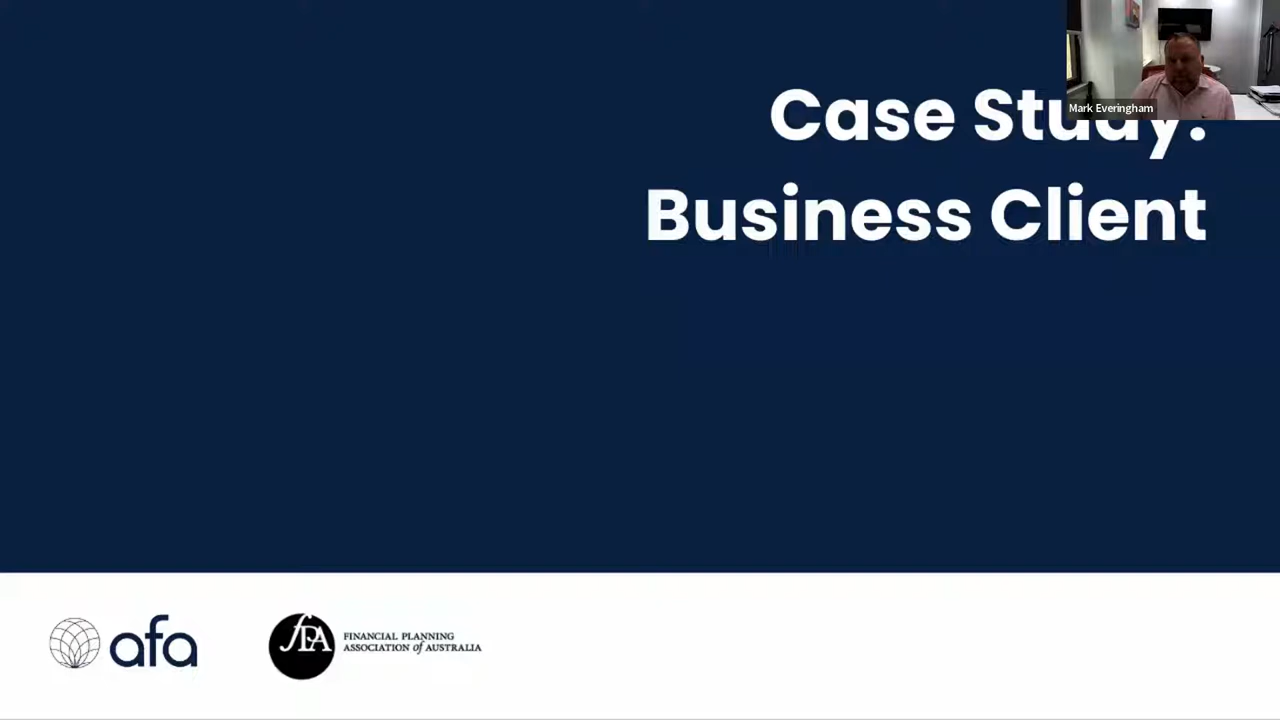 Mark Everingham
Case Study:
Business Client
afa
FPA
FINANCIAL PLANNING
ASSOCIATION of AUSTRALIA